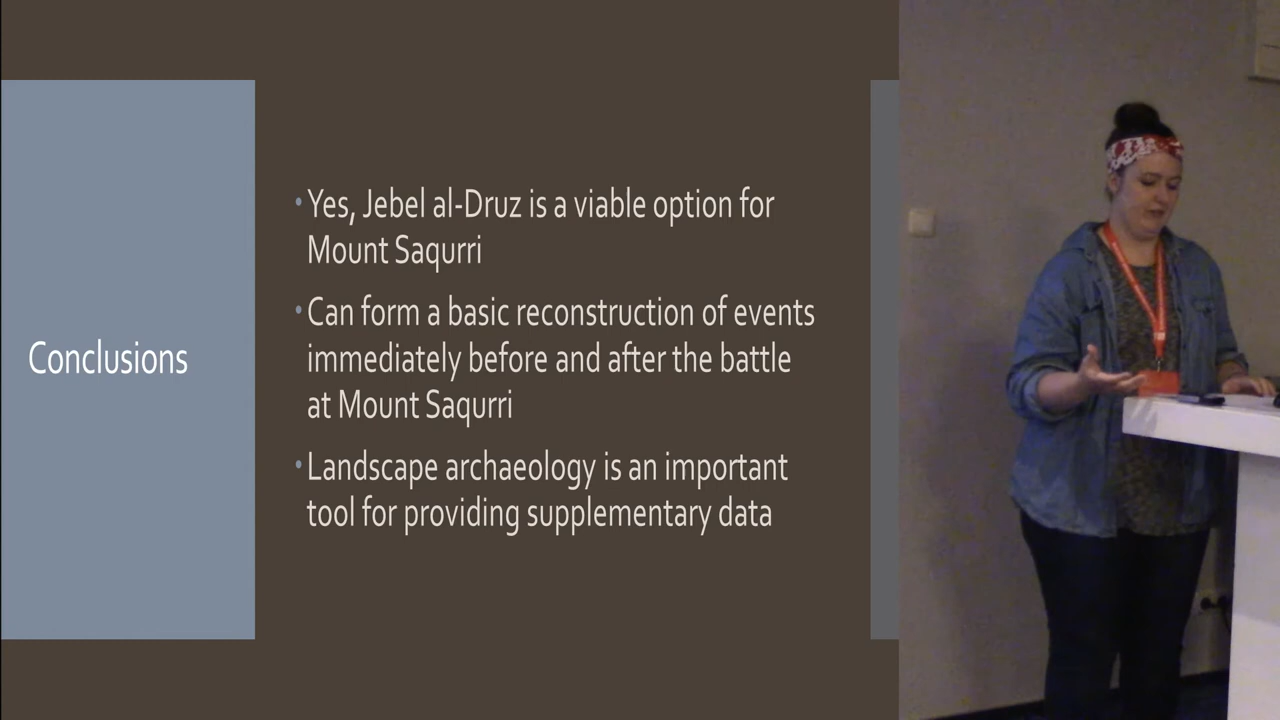 Conclusions
•Yes, Jebel al-Druz is a viable option for
Mount Saqurri
•Can form a basic reconstruction of events
immediately before and after the battle
at Mount Saqurri
•Landscape archaeology is an important
tool for providing supplementary data